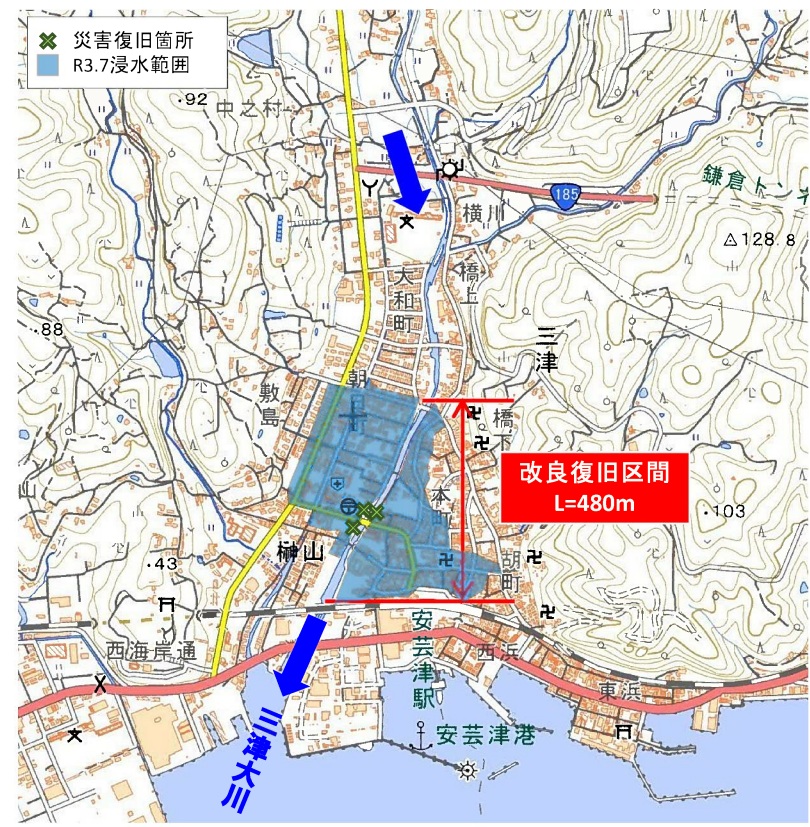 災害復旧箇所
R3.7浸水範囲
92
中之村
185
鎌倉トンネ
横川
128.8
大和町
橋上
88
三津
朝
敷島
橋下
改良復旧区間
L=480m
本町
103
榊山
43
胡町
西海岸通
安芸津駅
西浜
東浜
三津大川
安芸津港
山